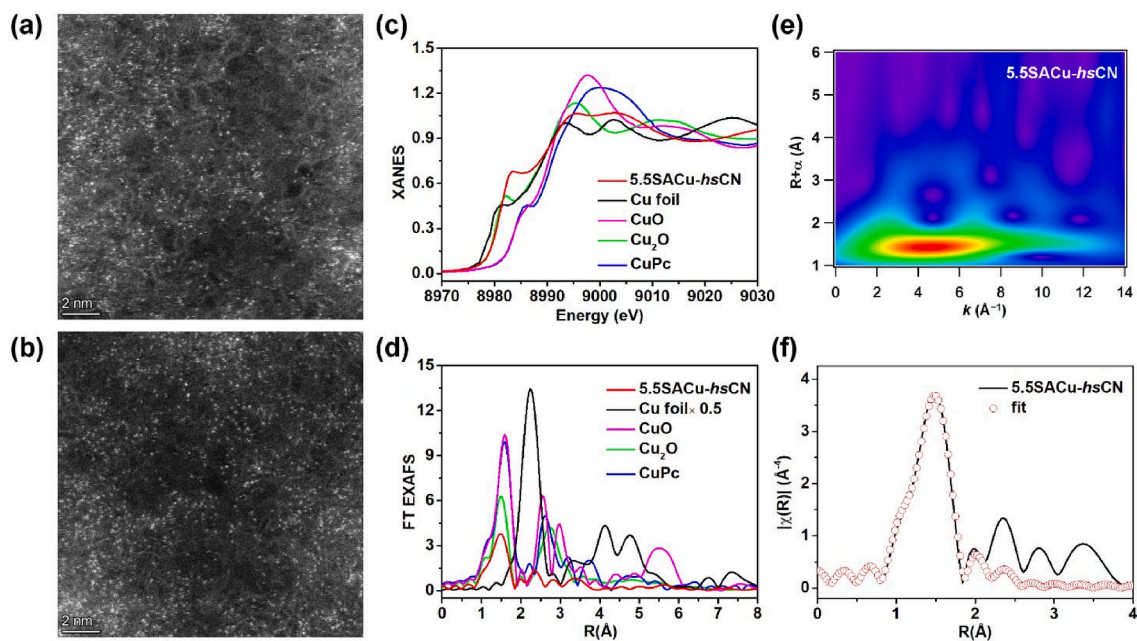 (a)
2 nm
(b)
2 nm
(c)
XANES
1.5
1.2
0.9
0.6
0.3
0.0
8970 8980 8990 9000 9010 9020 9030
Energy (eV)
5.5SACu-hsCN
Cu foil
CuO
Cu₂O
CuPc
(d)
FT EXAFS
15
12
9
6
3
0
0 1 2 3 4 5 6 7 8
R(Å)
5.5SACu-hsCN
Cu foil× 0.5
CuO
Cu₂O
CuPc
(e)
5.5SACu-hsCN
R+α (Å)
6
5
4
3
2
1
0 2 4 6 8 10 12 14
k (Å⁻¹)
(f)
|χ(R)| (Å⁻⁴)
4
3
2
1
0
0 1 2 3 4
R(Å)
5.5SACu-hsCN
fit